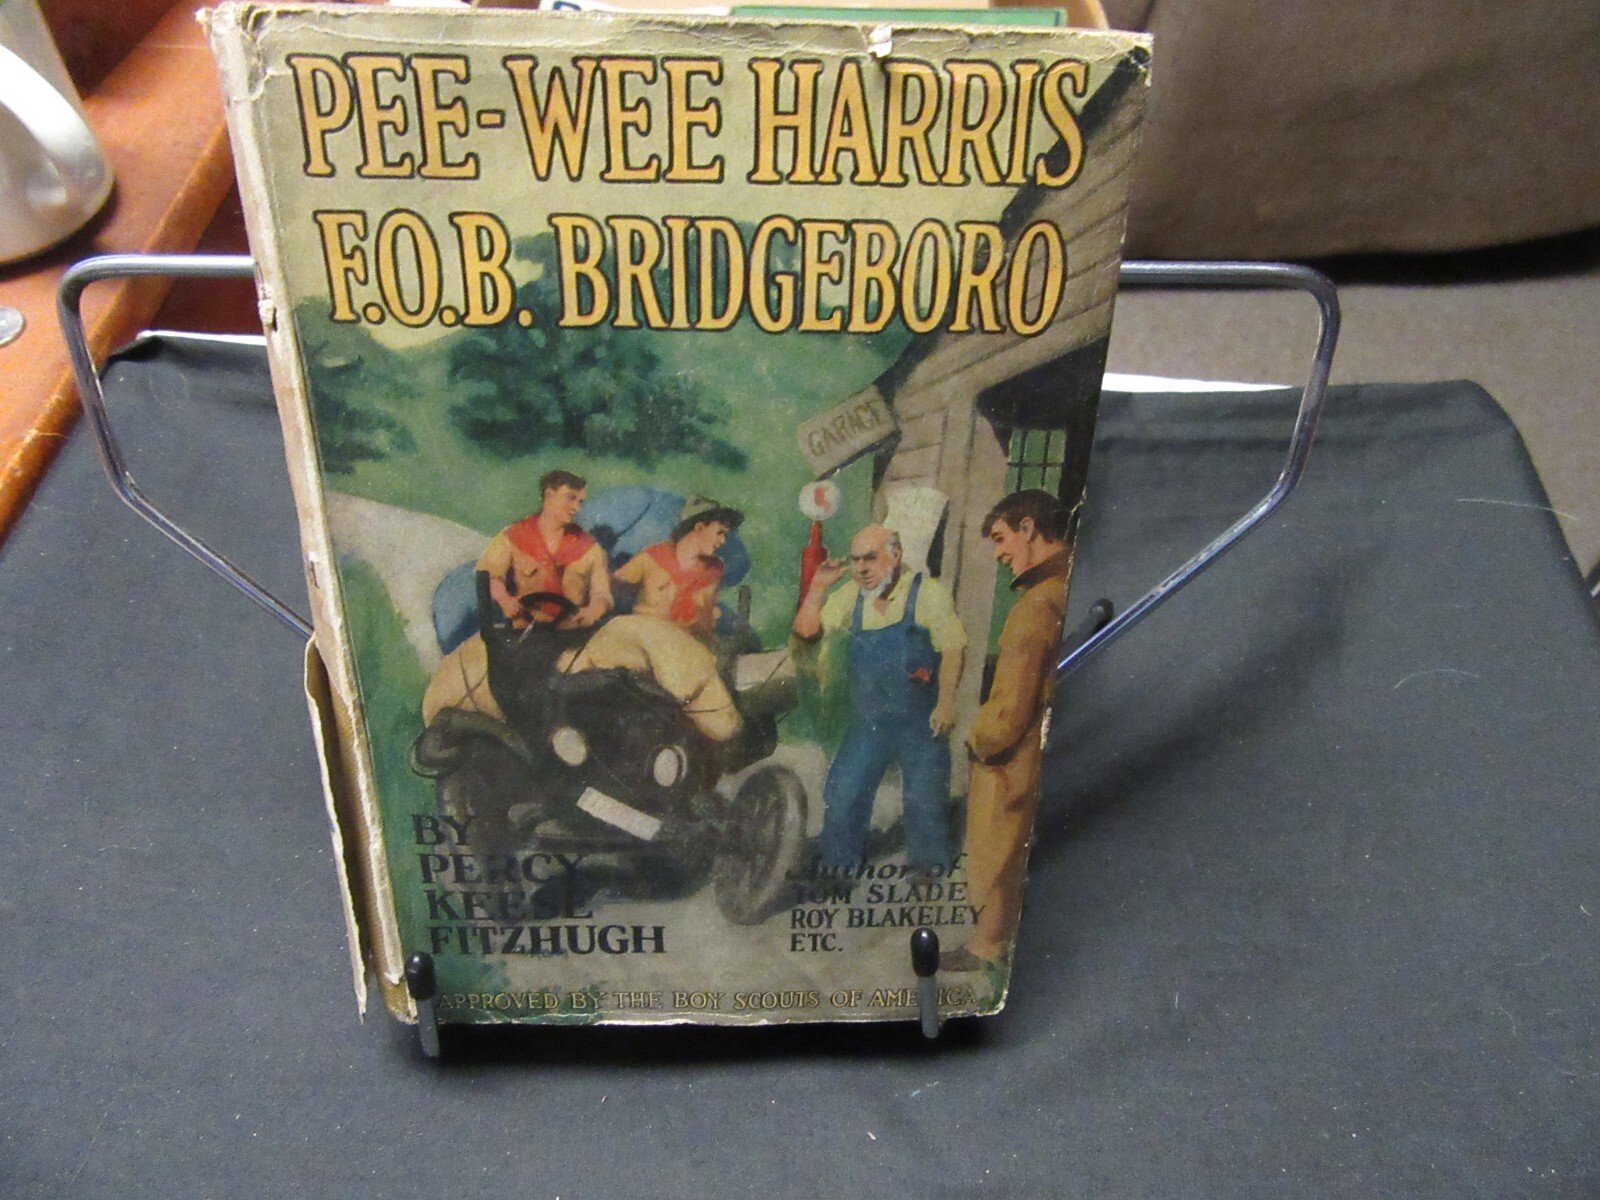 PEE-WEE HARRIS
F.O.B. BRIDGEBORO
GARAGE
BY
PERCY
KEESE
FITZHUGH
Author of
TOM SLADE
ROY BLAKELEY
ETC.
APPROVED BY THE BOY SCOUTS OF AMERICA